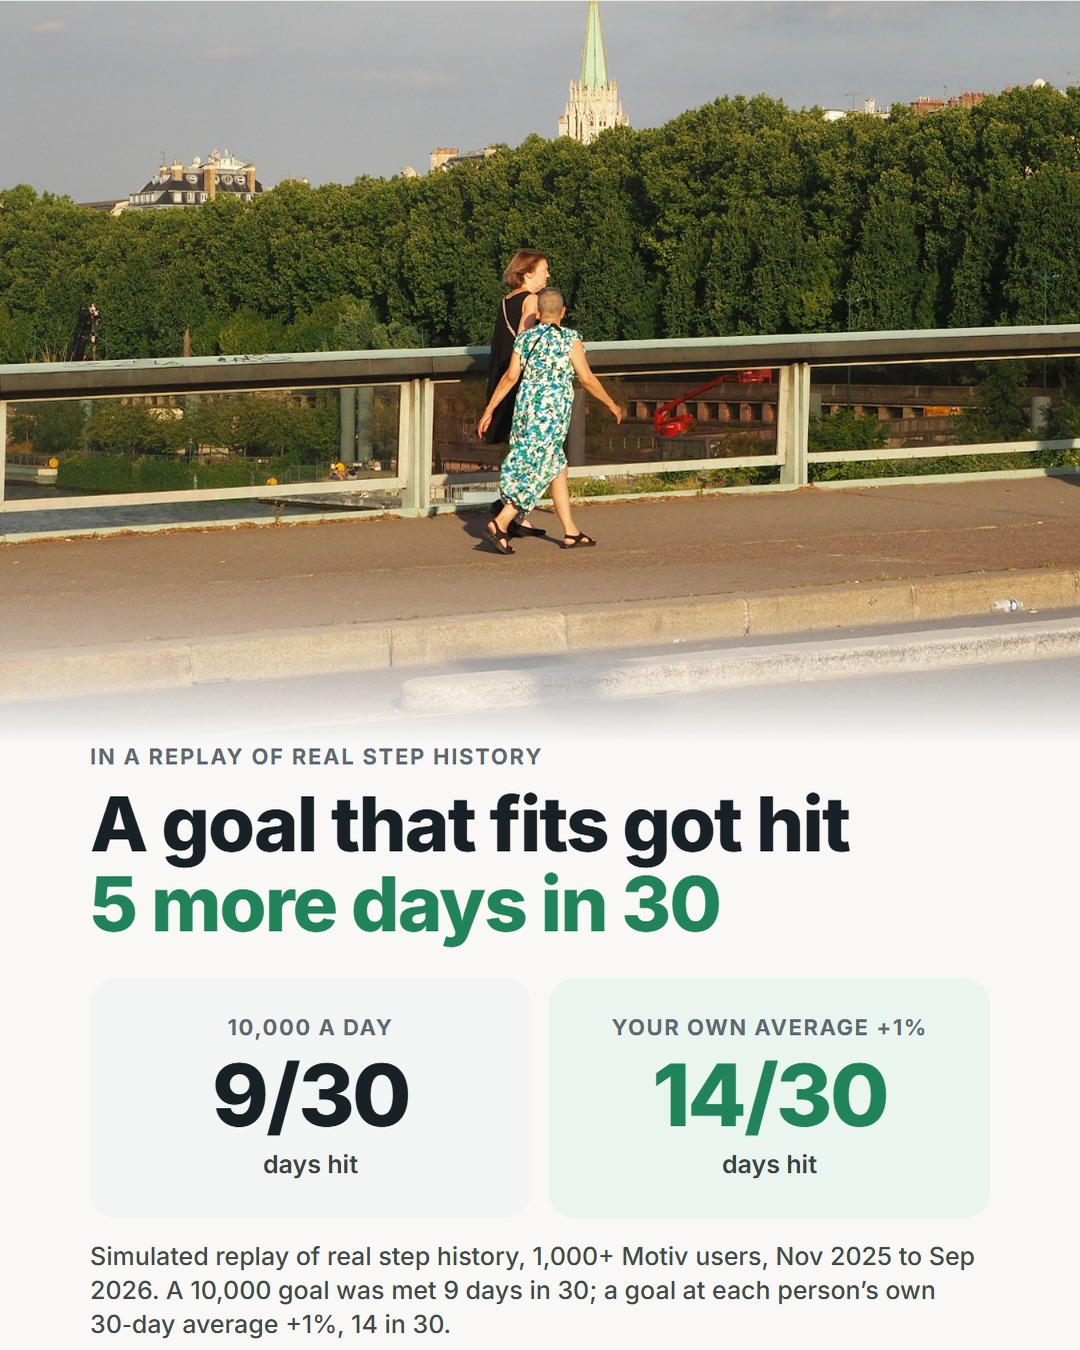 IN A REPLAY OF REAL STEP HISTORY
A goal that fits got hit
5 more days in 30
10,000 A DAY
9/30
days hit
YOUR OWN AVERAGE +1%
14/30
days hit
Simulated replay of real step history, 1,000+ Motiv users, Nov 2025 to Sep
2026. A 10,000 goal was met 9 days in 30; a goal at each person’s own
30-day average +1%, 14 in 30.